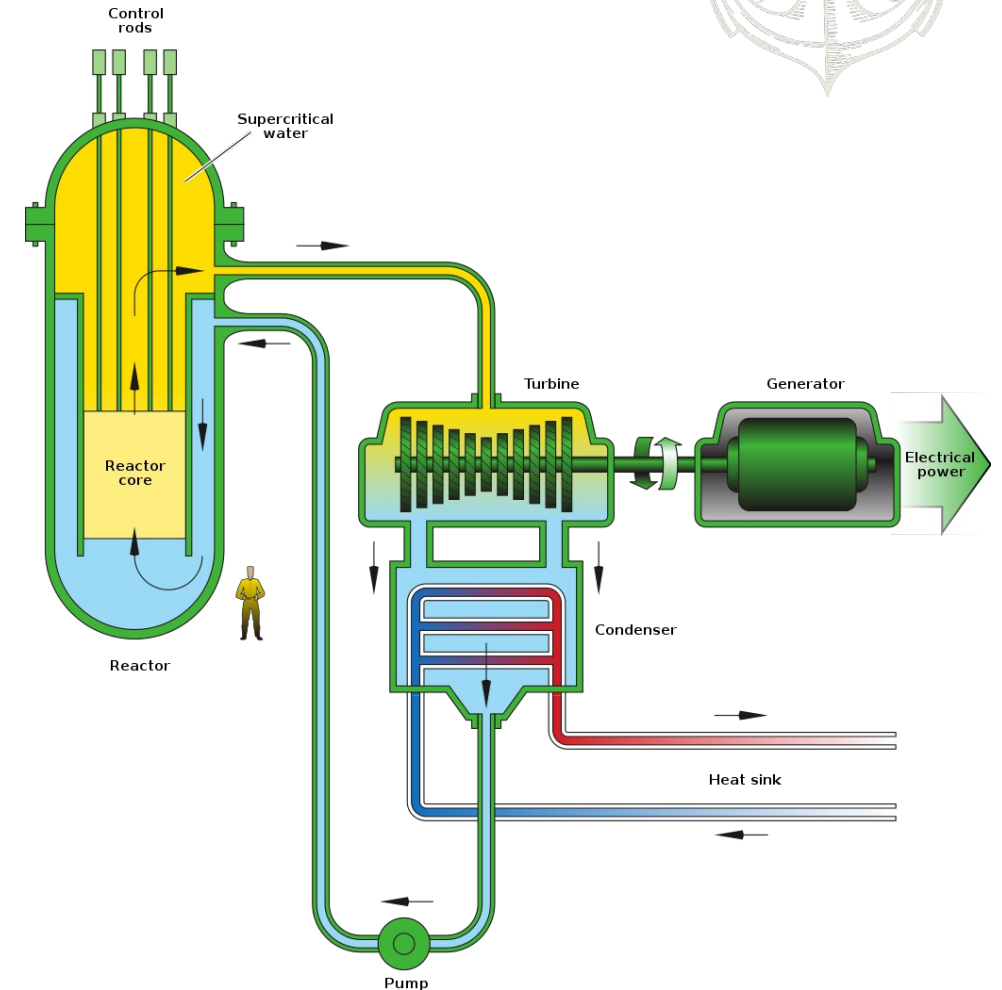 Control
rods
Supercritical
water
Turbine
Generator
Reactor
core
Electrical
power
Condenser
Reactor
Heat sink
Pump